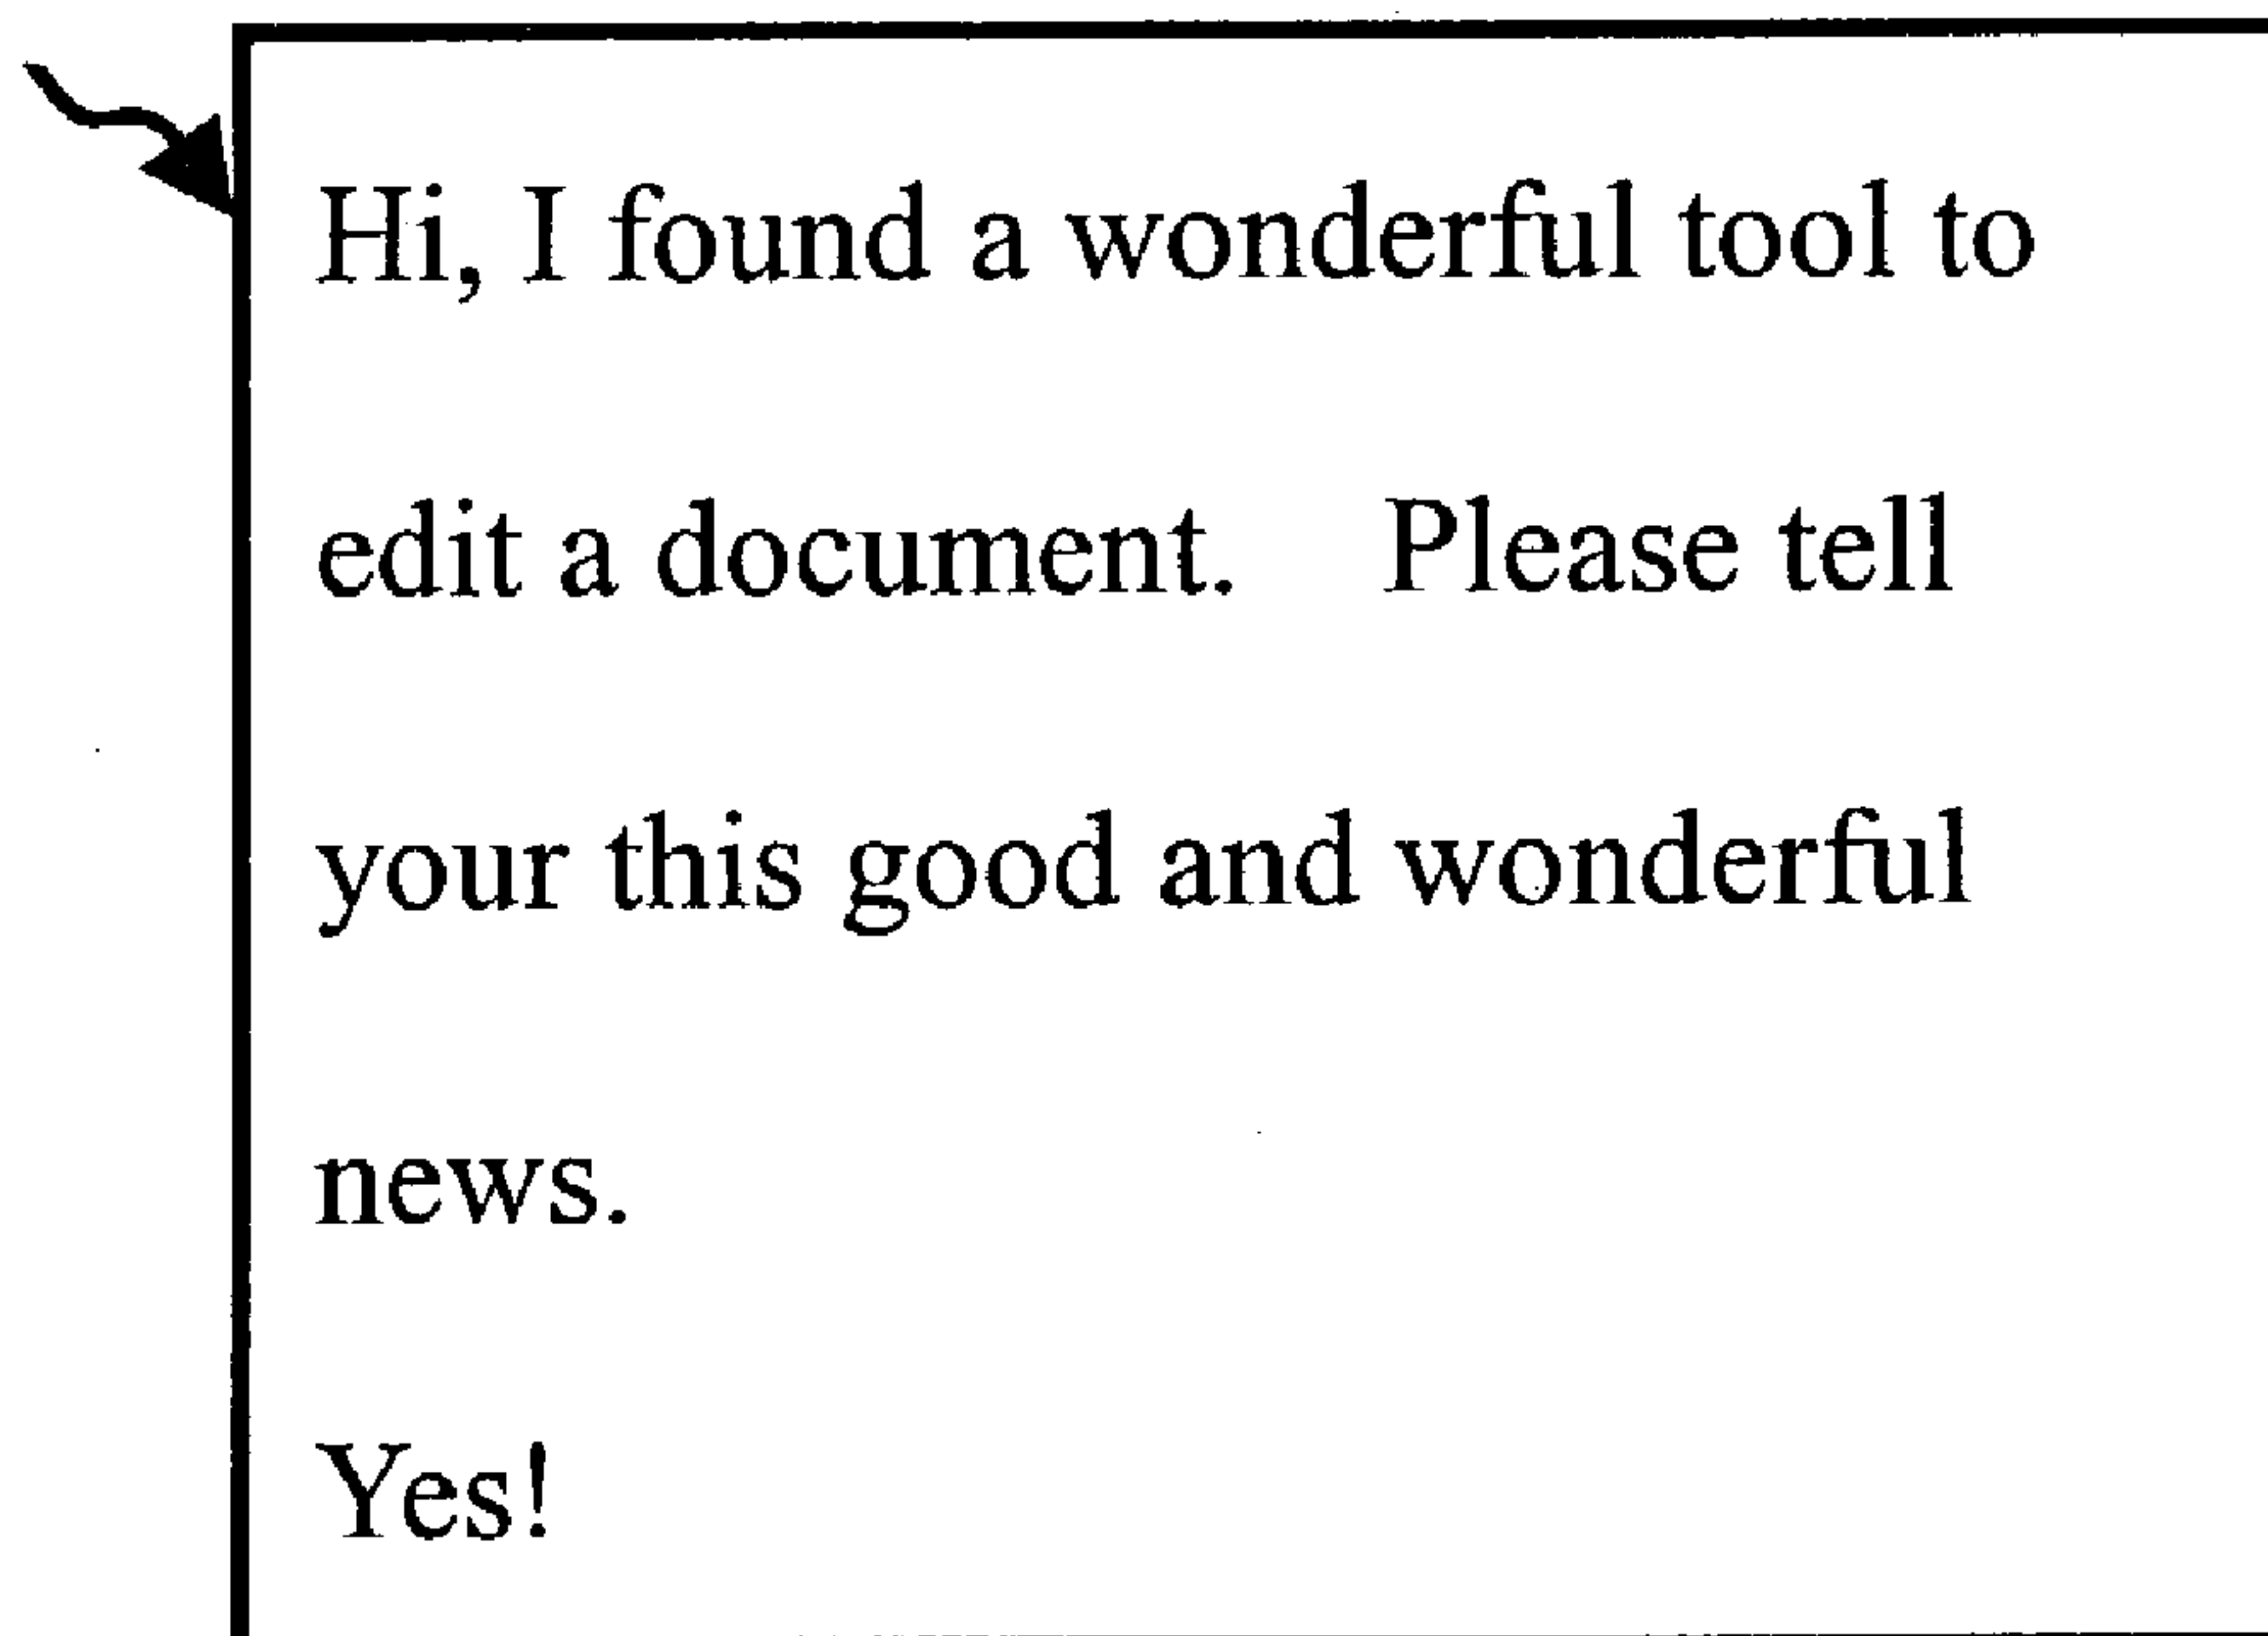 Hi, I found a wonderful tool to
edit a document. Please tell
your this good and wonderful
news.
Yes!